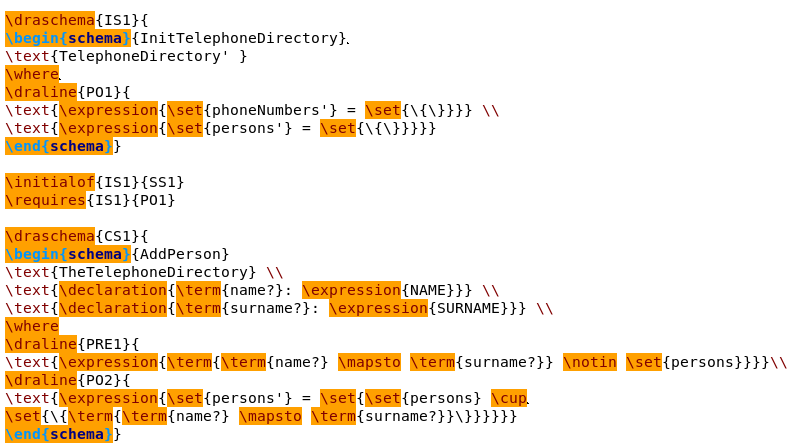 \draschema{IS1}{
\begin{schema}{InitTelephoneDirectory}
\text{TelephoneDirectory' }
\where
\draline{PO1}{
\text{\expression{\set{phoneNumbers'} = \set{\{\}}}} \\
\text{\expression{\set{persons'} = \set{\{\}}}}}
\end{schema}}

\initialof{IS1}{SS1}
\requires{IS1}{PO1}

\draschema{CS1}{
\begin{schema}{AddPerson}
\text{TheTelephoneDirectory} \\
\text{\declaration{\term{name?}: \expression{NAME}}} \\
\text{\declaration{\term{surname?}: \expression{SURNAME}}} \\
\where
\draline{PRE1}{
\text{\expression{\term{\term{name?} \mapsto \term{surname?}} \notin \set{persons}}}}\\
\draline{PO2}{
\text{\expression{\set{persons'} = \set{\set{persons} \cup
\set{\{\term{\term{name?} \mapsto \term{surname?}}\}}}}}}
\end{schema}}